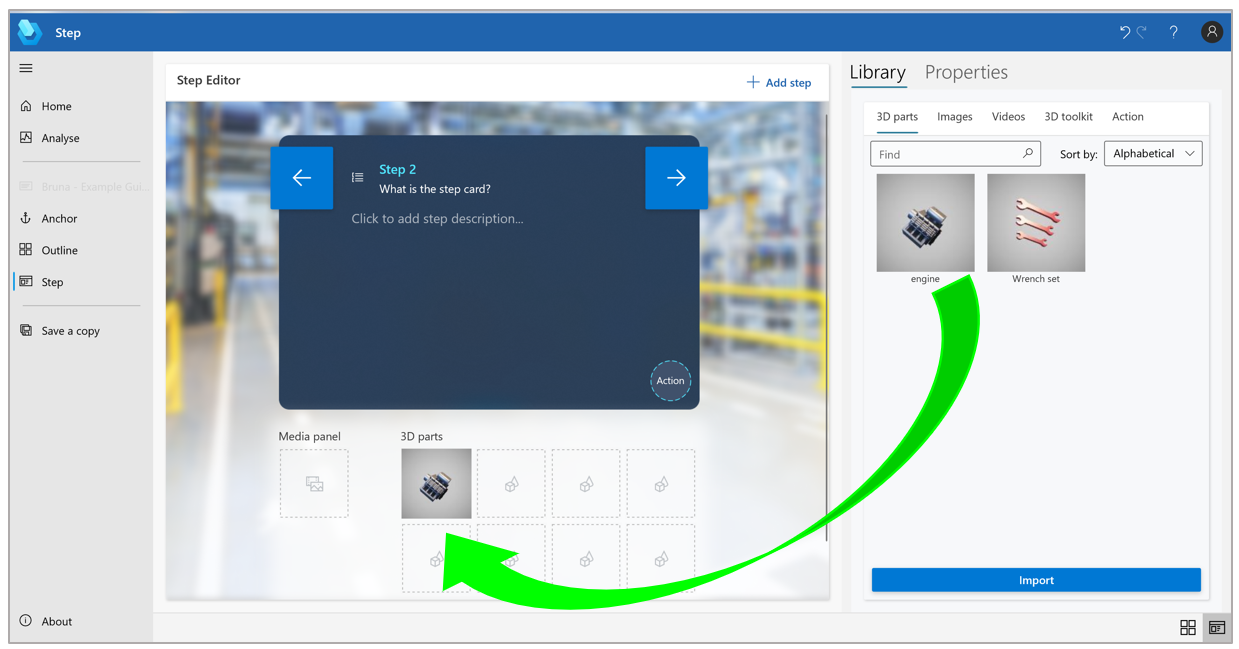 Step
Home
Analyse
Bruna - Example Gui...
Anchor
Outline
Step
Save a copy
About
Step Editor
Add step
Step 2
What is the step card?
Click to add step description...
Action
Media panel
3D parts
Library Properties
3D parts Images Videos 3D toolkit Action
Find Sort by: Alphabetical
engine Wrench set
Import